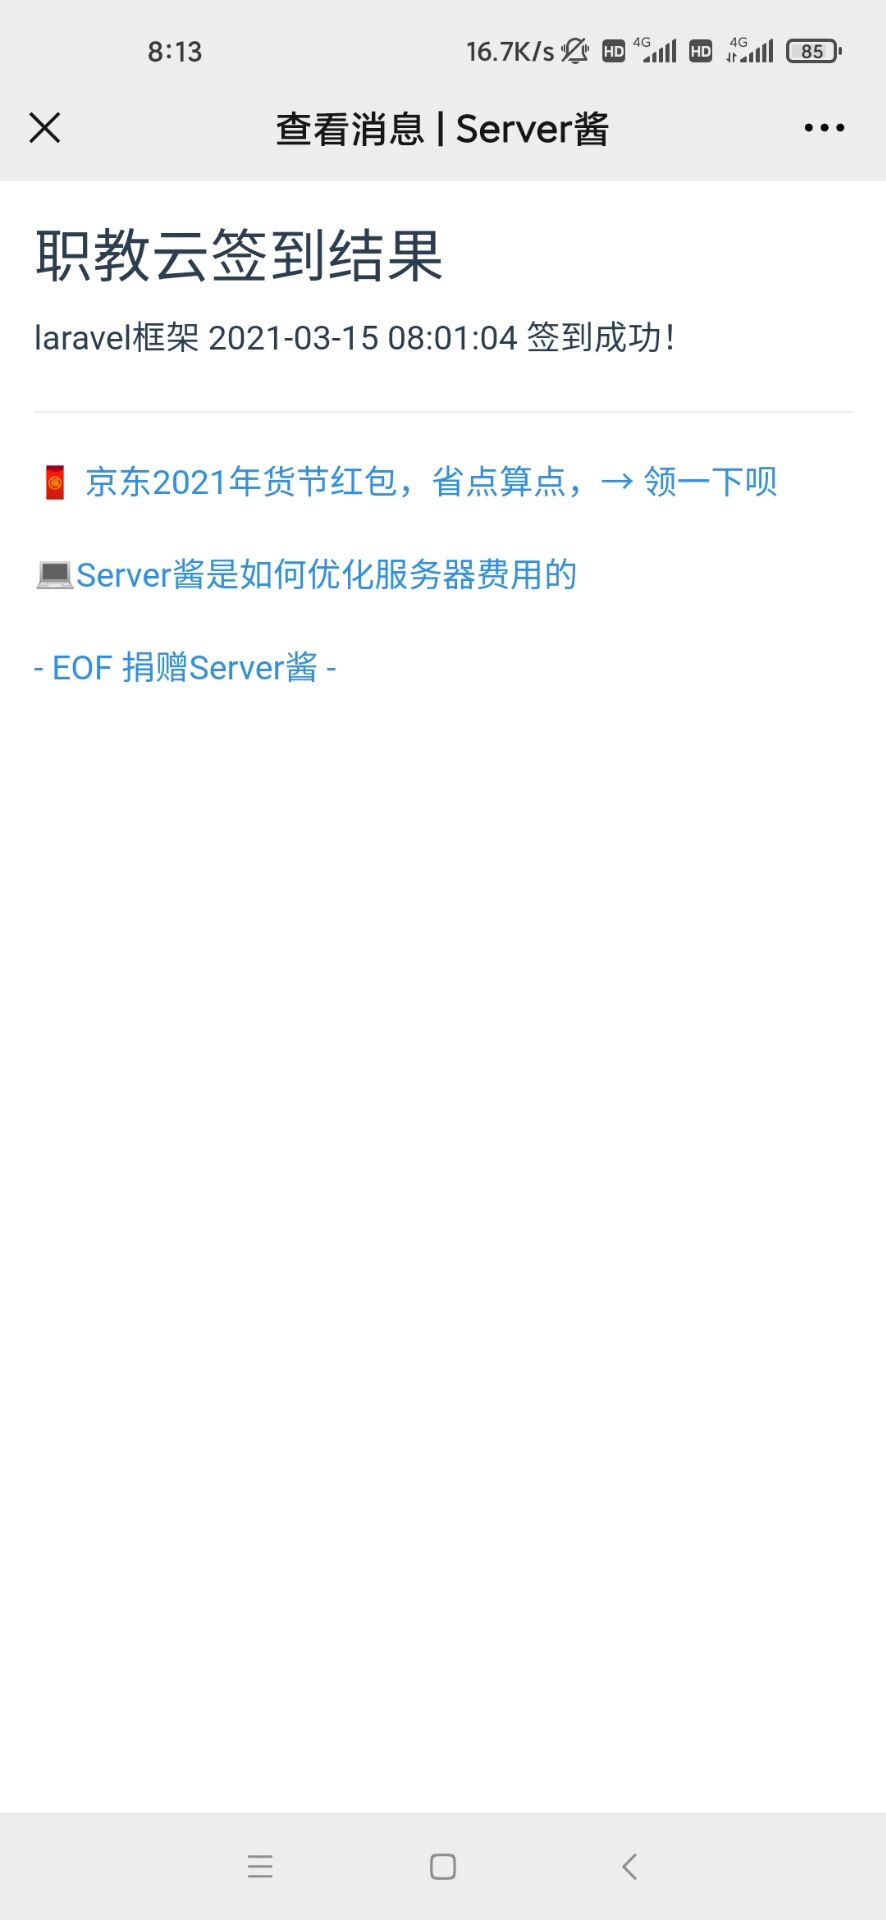 8:13
16.7K/s HD 4G HD 4G 85
查看消息 | Server酱
职教云签到结果
laravel框架 2021-03-15 08:01:04 签到成功！
京东2021年货节红包，省点算点，→ 领一下呗
Server酱是如何优化服务器费用的
- EOF 捐赠Server酱 -